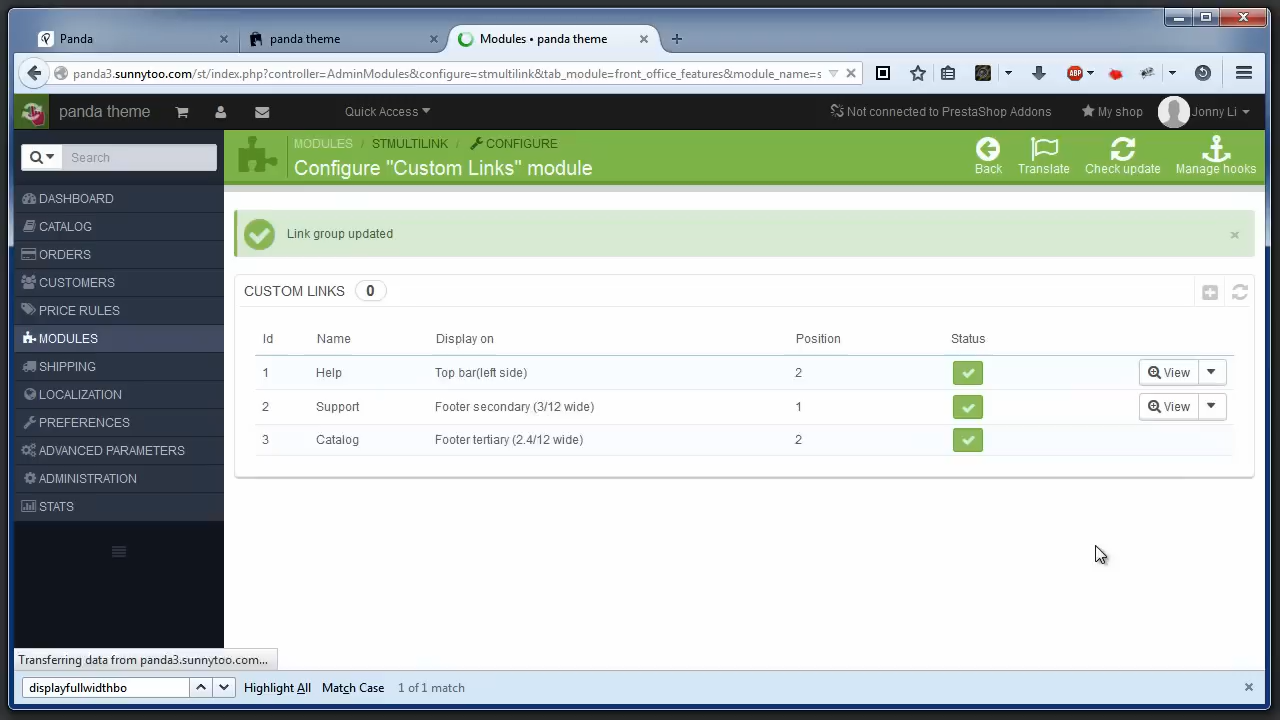 Panda
panda theme
Modules • panda theme
panda3.sunnytoo.com/st/index.php?controller=AdminModules&configure=stmultilink&tab_module=front_office_features&module_name=s
ABP
panda theme
Quick Access
Not connected to PrestaShop Addons
My shop
Jonny Li
Search
MODULES / STMULTILINK / CONFIGURE
Configure "Custom Links" module
Back
Translate
Check update
Manage hooks
DASHBOARD
CATALOG
ORDERS
CUSTOMERS
PRICE RULES
MODULES
SHIPPING
LOCALIZATION
PREFERENCES
ADVANCED PARAMETERS
ADMINISTRATION
STATS
Link group updated
CUSTOM LINKS 0
Id Name Display on Position Status
1 Help Top bar(left side) 2 View
2 Support Footer secondary (3/12 wide) 1 View
3 Catalog Footer tertiary (2.4/12 wide) 2
Transferring data from panda3.sunnytoo.com...
displayfullwidthbo
Highlight All
Match Case
1 of 1 match